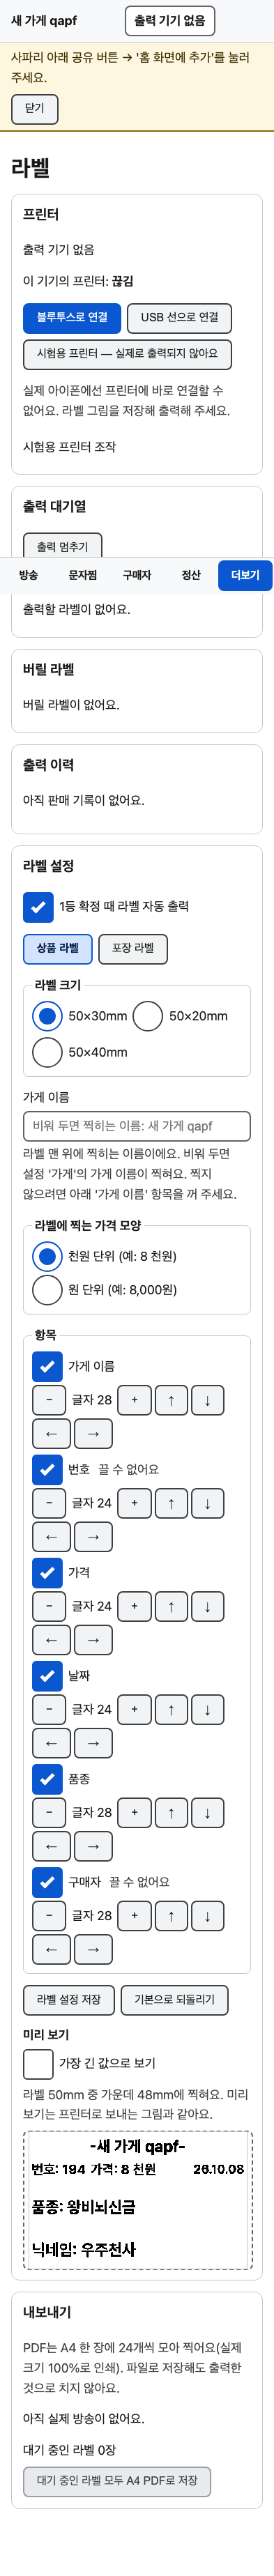 새 가게 qapf
출력 기기 없음
사파리 아래 공유 버튼 → '홈 화면에 추가'를 눌러
주세요.
닫기
라벨
프린터
출력 기기 없음
이 기기의 프린터: 끊김
블루투스로 연결
USB 선으로 연결
시험용 프린터 — 실제로 출력되지 않아요
실제 아이폰에선 프린터에 바로 연결할 수
없어요. 라벨 그림을 저장해 출력해 주세요.
시험용 프린터 조작
출력 대기열
출력 멈추기
방송 문자찜 구매자 정산 더보기
출력할 라벨이 없어요.
버릴 라벨
버릴 라벨이 없어요.
출력 이력
아직 판매 기록이 없어요.
라벨 설정
1등 확정 때 라벨 자동 출력
상품 라벨 포장 라벨
라벨 크기
50×30mm 50×20mm
50×40mm
가게 이름
비워 두면 찍히는 이름: 새 가게 qapf
라벨 맨 위에 찍히는 이름이에요. 비워 두면
설정 '가게'의 가게 이름이 찍혀요. 찍지
않으려면 아래 '가게 이름' 항목을 꺼 주세요.
라벨에 찍는 가격 모양
천원 단위 (예: 8 천원)
원 단위 (예: 8,000원)
항목
가게 이름
− 글자 28 + ↑ ↓
← →
번호 끌 수 없어요
− 글자 24 + ↑ ↓
← →
가격
− 글자 24 + ↑ ↓
← →
날짜
− 글자 24 + ↑ ↓
← →
품종
− 글자 28 + ↑ ↓
← →
구매자 끌 수 없어요
− 글자 28 + ↑ ↓
← →
라벨 설정 저장 기본으로 되돌리기
미리 보기
가장 긴 값으로 보기
라벨 50mm 중 가운데 48mm에 찍혀요. 미리
보기는 프린터로 보내는 그림과 같아요.
-새 가게 qapf-
번호: 194 가격: 8 천원 26.10.08
품종: 왕비늬신금
닉네임: 우주천사
내보내기
PDF는 A4 한 장에 24개씩 모아 찍어요(실제
크기 100%로 인쇄). 파일로 저장해도 출력한
것으로 치지 않아요.
아직 실제 방송이 없어요.
대기 중인 라벨 0장
대기 중인 라벨 모두 A4 PDF로 저장